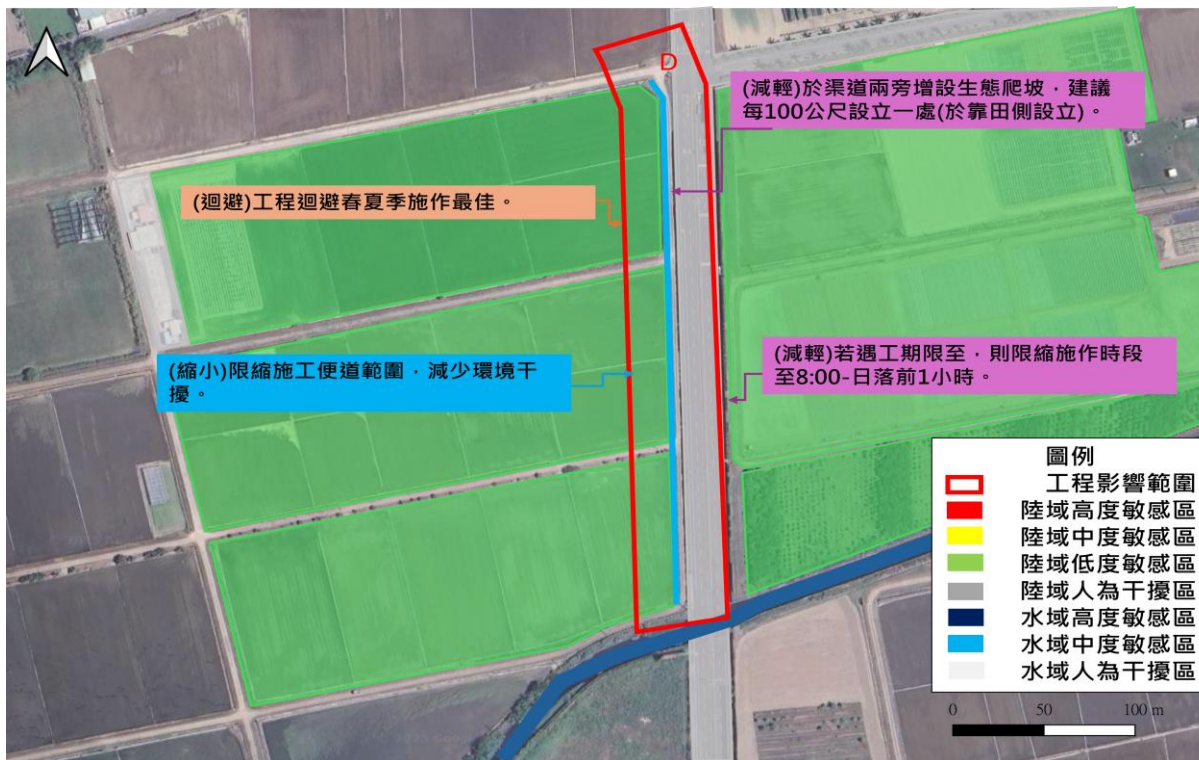 D
(減輕)於渠道兩旁增設生態爬坡，建議
每100公尺設立一處(於靠田側設立)。
(迴避)工程迴避春夏季施作最佳。
(縮小)限縮施工便道範圍，減少環境干
擾。
(減輕)若遇工期限至，則限縮施作時段
至8:00-日落前1小時。
圖例
工程影響範圍
陸域高度敏感區
陸域中度敏感區
陸域低度敏感區
陸域人為干擾區
水域高度敏感區
水域中度敏感區
水域人為干擾區
0 50 100 m